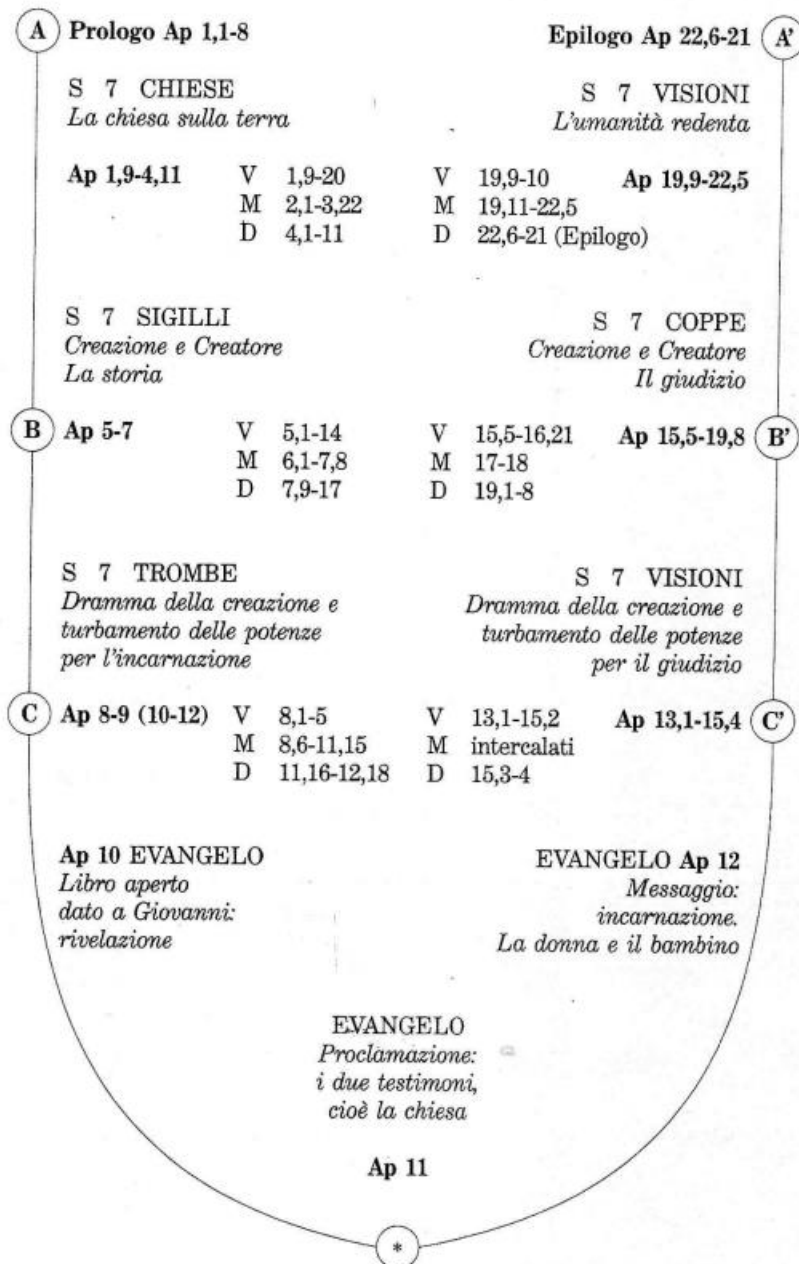 A Prologo Ap 1,1-8 Epilogo Ap 22,6-21 A'
S 7 CHIESE S 7 VISIONI
La chiesa sulla terra L'umanità redenta
Ap 1,9-4,11 V 1,9-20 V 19,9-10 Ap 19,9-22,5
M 2,1-3,22 M 19,11-22,5
D 4,1-11 D 22,6-21 (Epilogo)
S 7 SIGILLI S 7 COPPE
Creazione e Creatore Creazione e Creatore
La storia Il giudizio
B Ap 5-7 V 5,1-14 V 15,5-16,21 Ap 15,5-19,8 B'
M 6,1-7,8 M 17-18
D 7,9-17 D 19,1-8
S 7 TROMBE S 7 VISIONI
Dramma della creazione e Dramma della creazione e
turbamento delle potenze turbamento delle potenze
per l'incarnazione per il giudizio
C Ap 8-9 (10-12) V 8,1-5 V 13,1-15,2 Ap 13,1-15,4 C'
M 8,6-11,15 M intercalati
D 11,16-12,18 D 15,3-4
Ap 10 EVANGELO EVANGELO Ap 12
Libro aperto Messaggio:
dato a Giovanni: incarnazione.
rivelazione La donna e il bambino
EVANGELO
Proclamazione:
i due testimoni,
cioè la chiesa
Ap 11
*